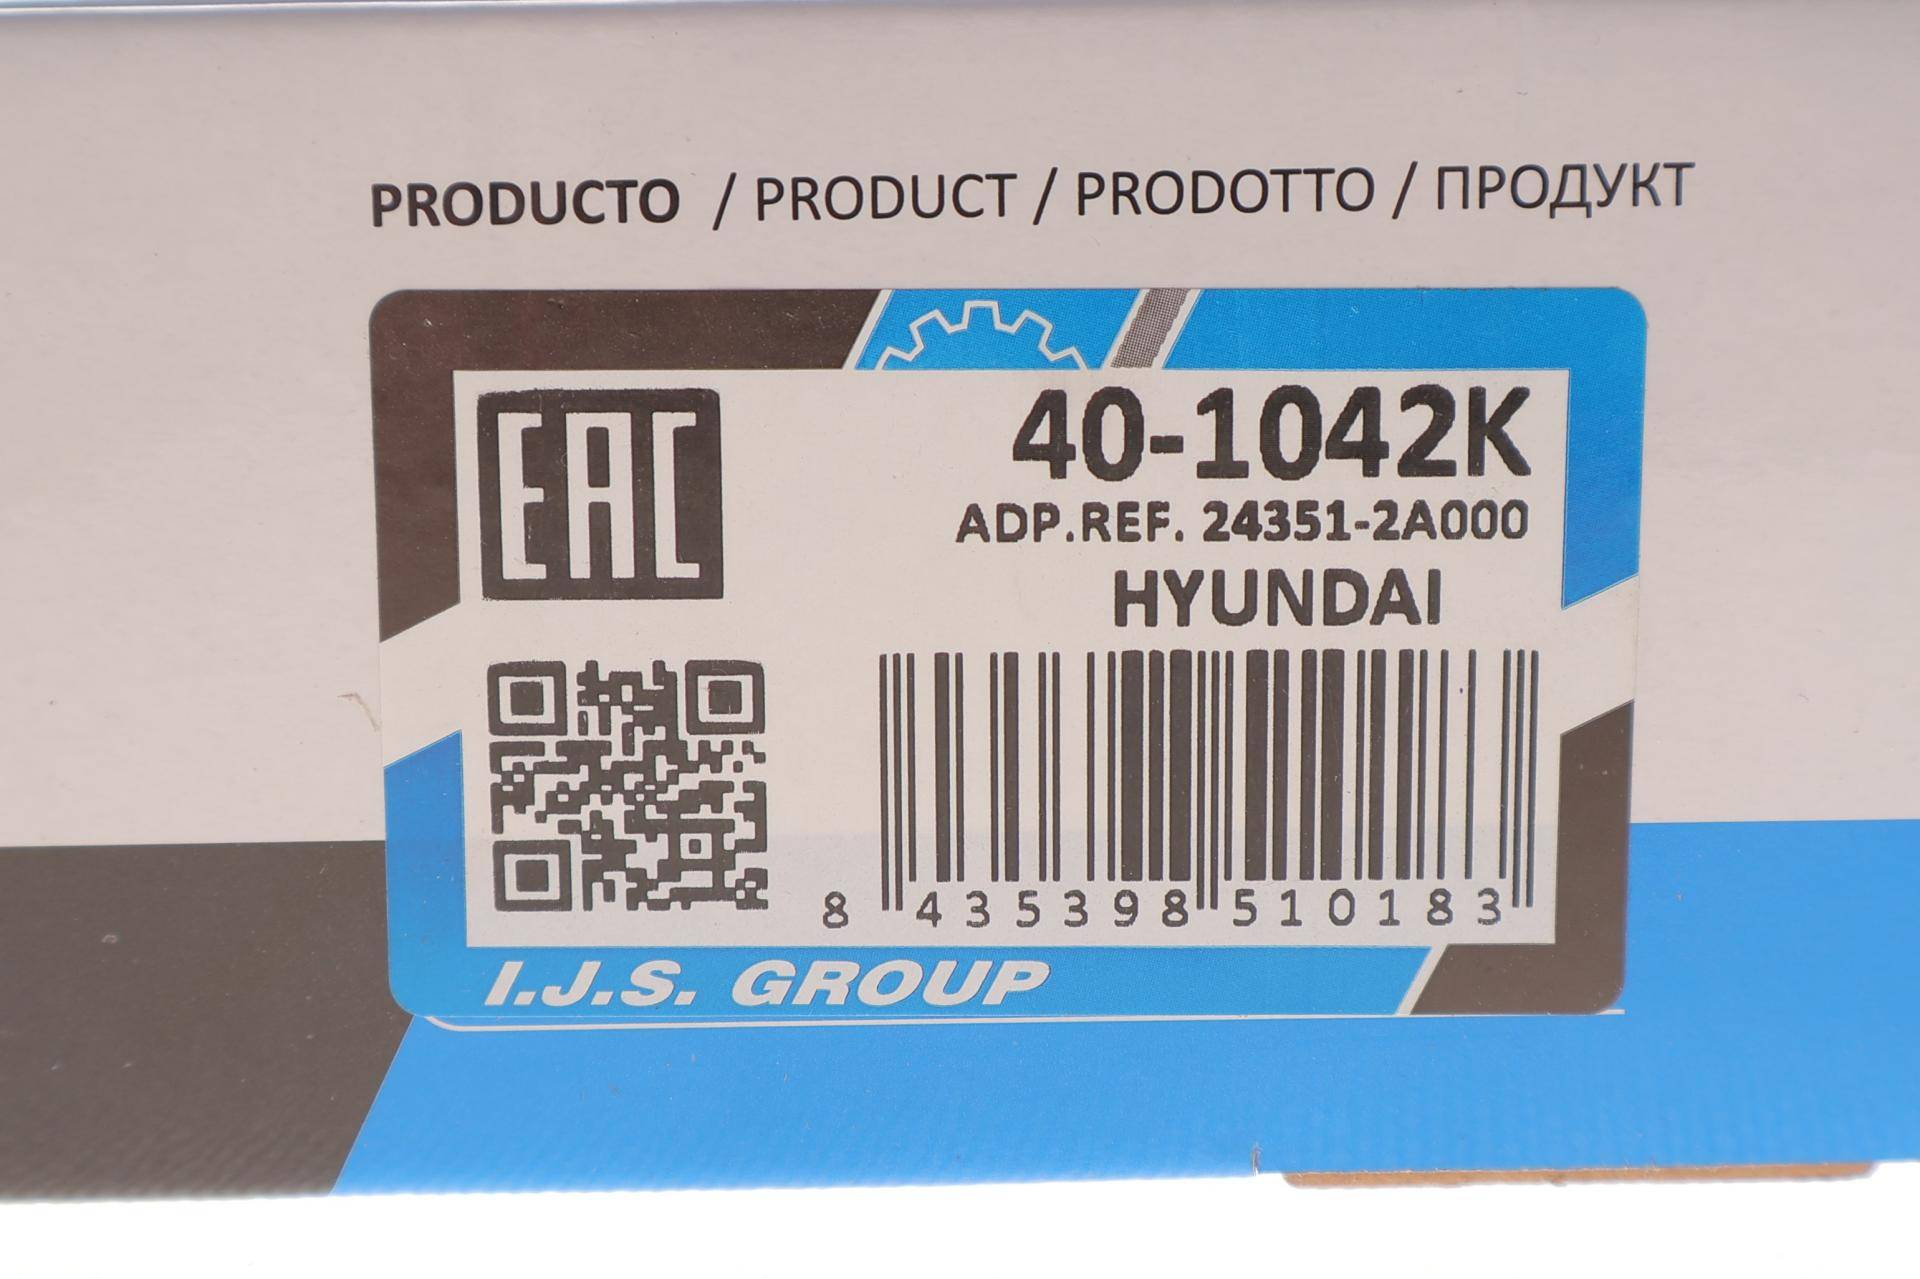 PRODUCTO / PRODUCT / PRODOTTO / ПРОДУКТ
EAC
40-1042K
ADP.REF. 24351-2A000
HYUNDAI
8 435398 510183
I.J.S. GROUP